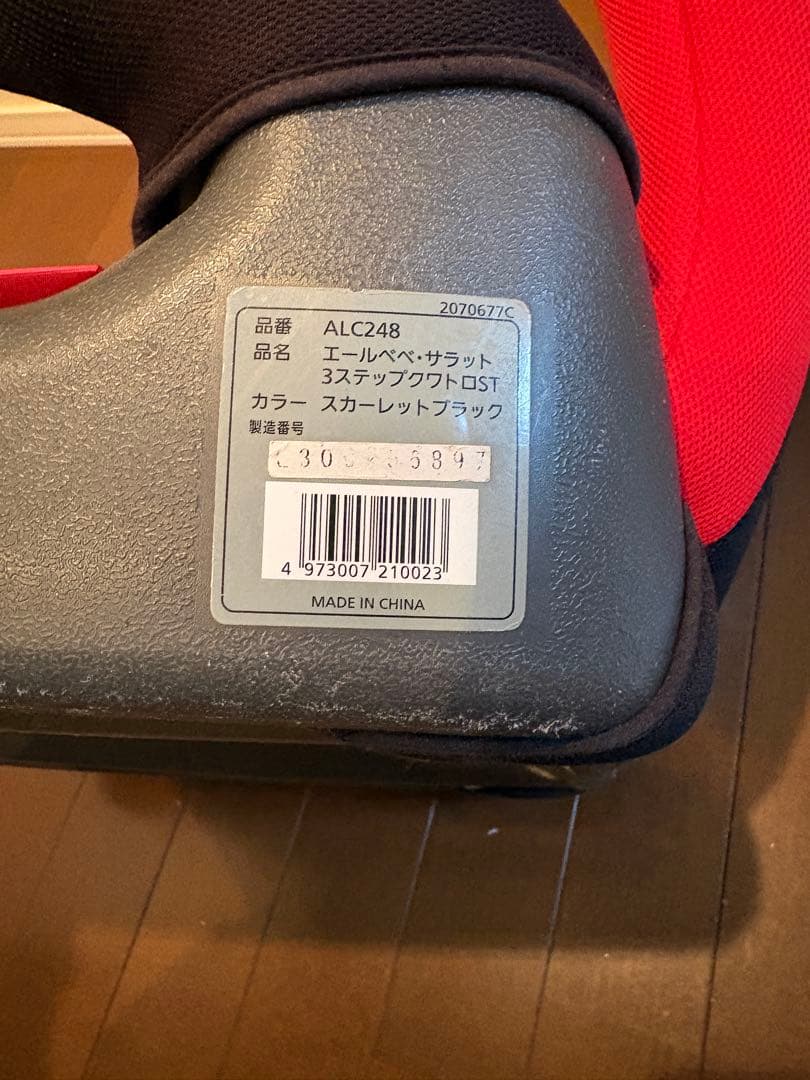 2070677C
品番 ALC248
品名 エールベベ・サラット
3ステップクワトロST
カラー スカーレットブラック
製造番号
4 973007 210023
MADE IN CHINA